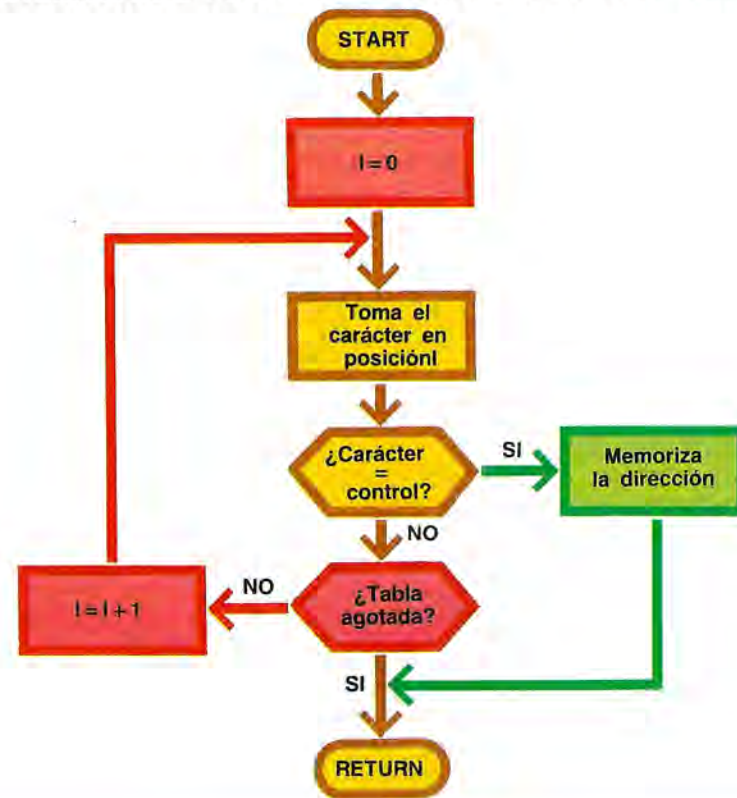 START
I = 0
Toma el
carácter en
posiciónI
¿Carácter
=
control?
SI
Memoriza
la dirección
NO
¿Tabla
agotada?
NO
I = I + 1
SI
RETURN